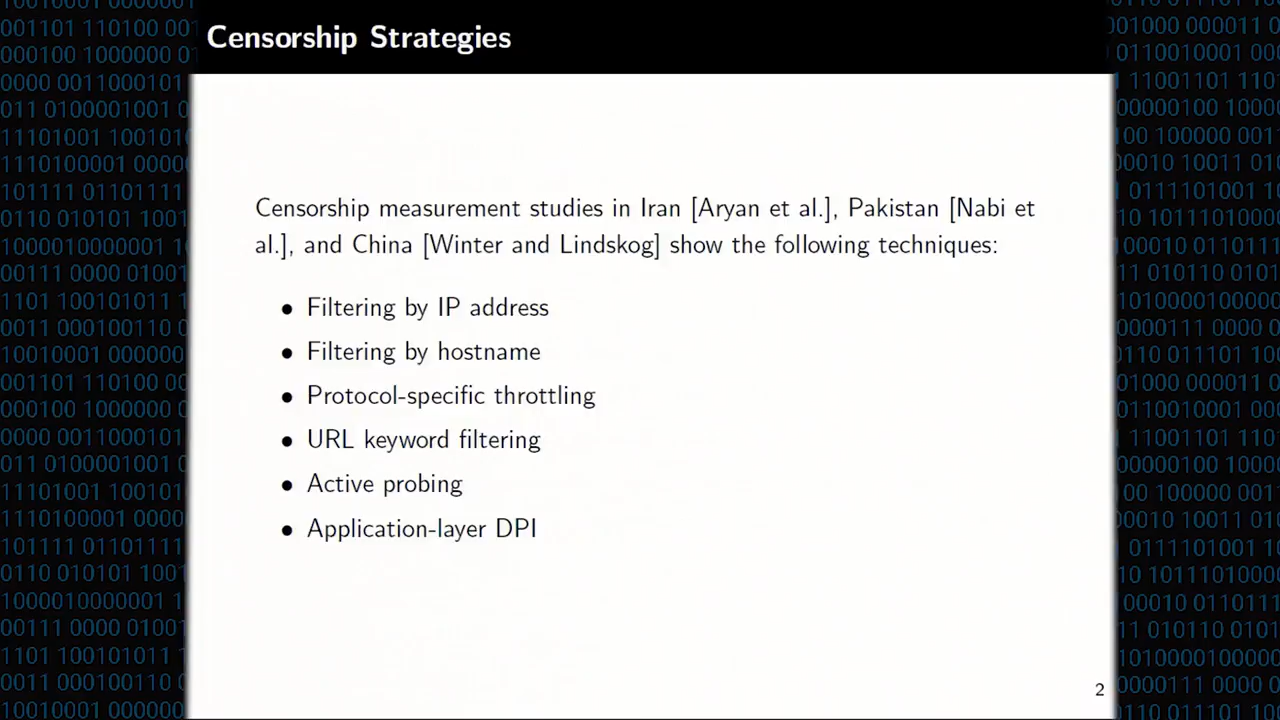 Censorship Strategies
Censorship measurement studies in Iran [Aryan et al.], Pakistan [Nabi et
al.], and China [Winter and Lindskog] show the following techniques:
• Filtering by IP address
• Filtering by hostname
• Protocol-specific throttling
• URL keyword filtering
• Active probing
• Application-layer DPI
2